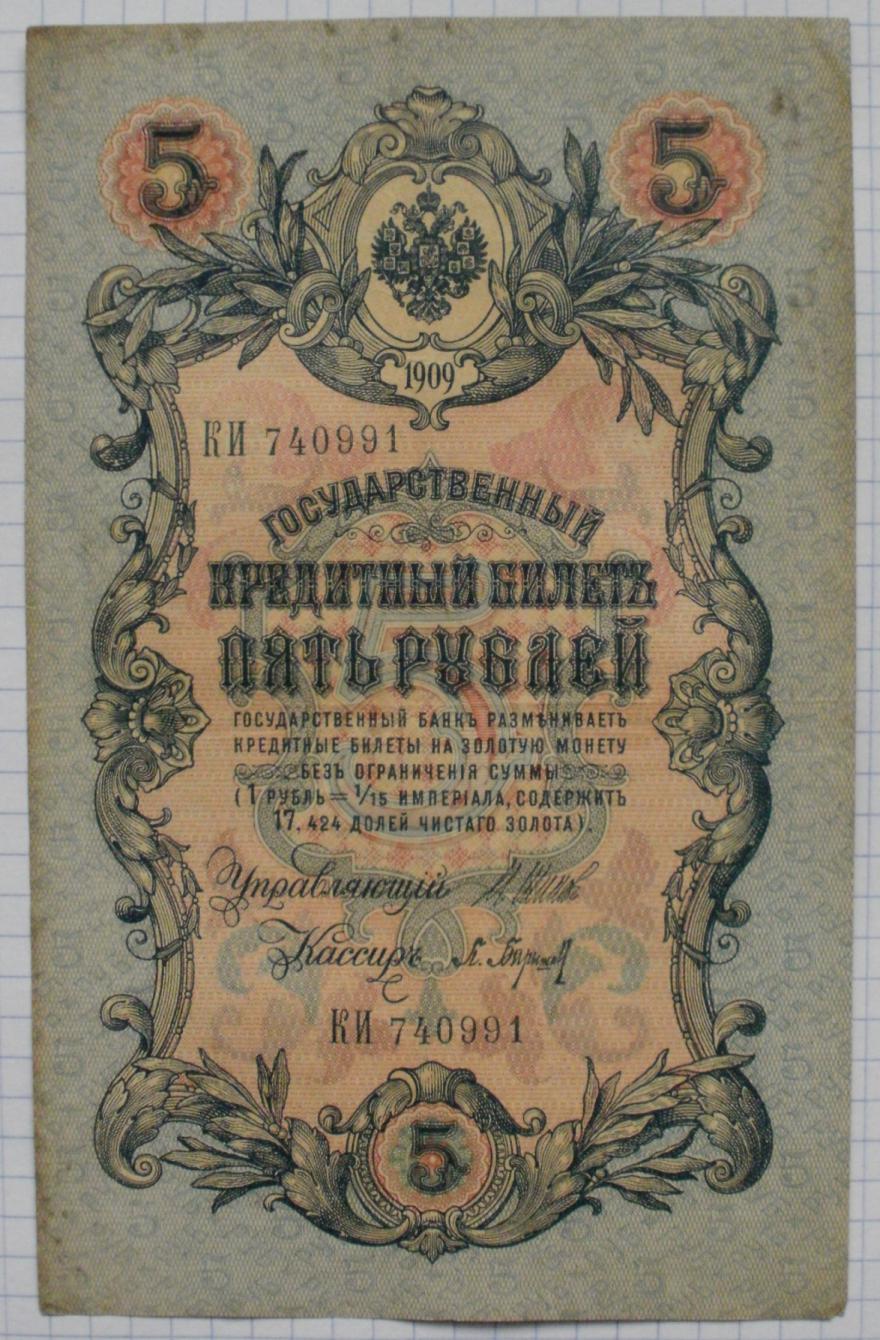 5 5
1909
КИ 740991
ГОСУДАРСТВЕННЫЙ
КРЕДИТНЫЙ БИЛЕТЪ
ПЯТЬ РУБЛЕЙ
ГОСУДАРСТВЕННЫЙ БАНКЪ РАЗМѢНИВАЕТЪ
КРЕДИТНЫЕ БИЛЕТЫ НА ЗОЛОТУЮ МОНЕТУ
БЕЗЪ ОГРАНИЧЕНІЯ СУММЫ
(1 РУБЛЬ = 1/15 ИМПЕРІАЛА, СОДЕРЖИТЪ
17,424 ДОЛЕЙ ЧИСТАГО ЗОЛОТА).
Управляющій
Кассиръ
КИ 740991
5